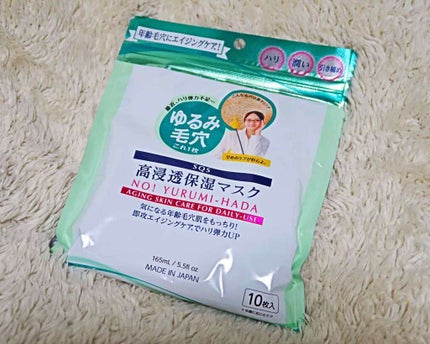 年齢毛穴にエイジングケア!
ハリ
潤い
引き締め
ゆるみ
毛穴
これ1枚
SQS
高浸透保湿マスク
NO! YURUMI-HADA
AGING SKIN CARE FOR DAILY-USE
気になる年齢毛穴肌をもっちり!
即攻エイジングケアでハリ弾力UP
165mL / 5.5fl oz
MADE IN JAPAN
10枚入